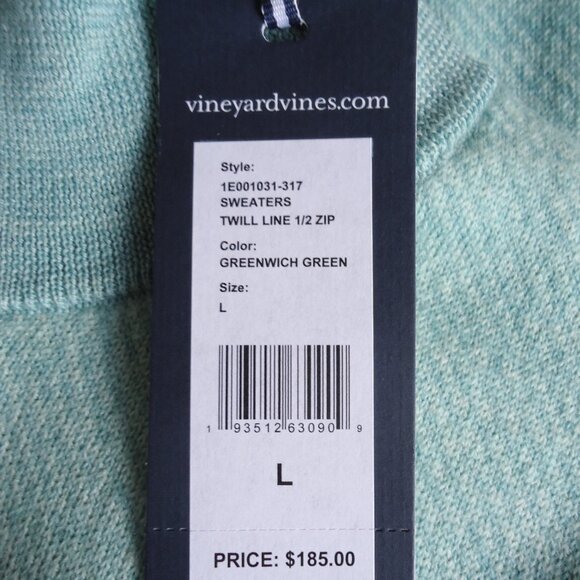 vineyardvines.com
Style:
1E001031-317
SWEATERS
TWILL LINE 1/2 ZIP
Color:
GREENWICH GREEN
Size:
L
1 93512 63090 9
L
PRICE: $185.00